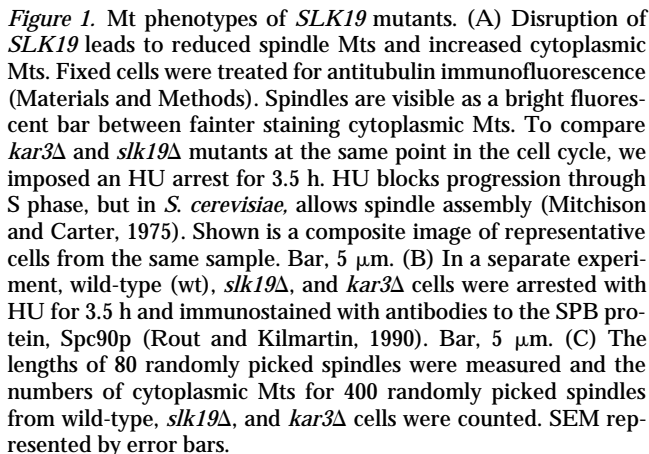 Figure 1. Mt phenotypes of SLK19 mutants. (A) Disruption of
SLK19 leads to reduced spindle Mts and increased cytoplasmic
Mts. Fixed cells were treated for antitubulin immunofluorescence
(Materials and Methods). Spindles are visible as a bright fluores-
cent bar between fainter staining cytoplasmic Mts. To compare
kar3Δ and slk19Δ mutants at the same point in the cell cycle, we
imposed an HU arrest for 3.5 h. HU blocks progression through
S phase, but in S. cerevisiae, allows spindle assembly (Mitchison
and Carter, 1975). Shown is a composite image of representative
cells from the same sample. Bar, 5 μm. (B) In a separate experi-
ment, wild-type (wt), slk19Δ, and kar3Δ cells were arrested with
HU for 3.5 h and immunostained with antibodies to the SPB pro-
tein, Spc90p (Rout and Kilmartin, 1990). Bar, 5 μm. (C) The
lengths of 80 randomly picked spindles were measured and the
numbers of cytoplasmic Mts for 400 randomly picked spindles
from wild-type, slk19Δ, and kar3Δ cells were counted. SEM rep-
resented by error bars.